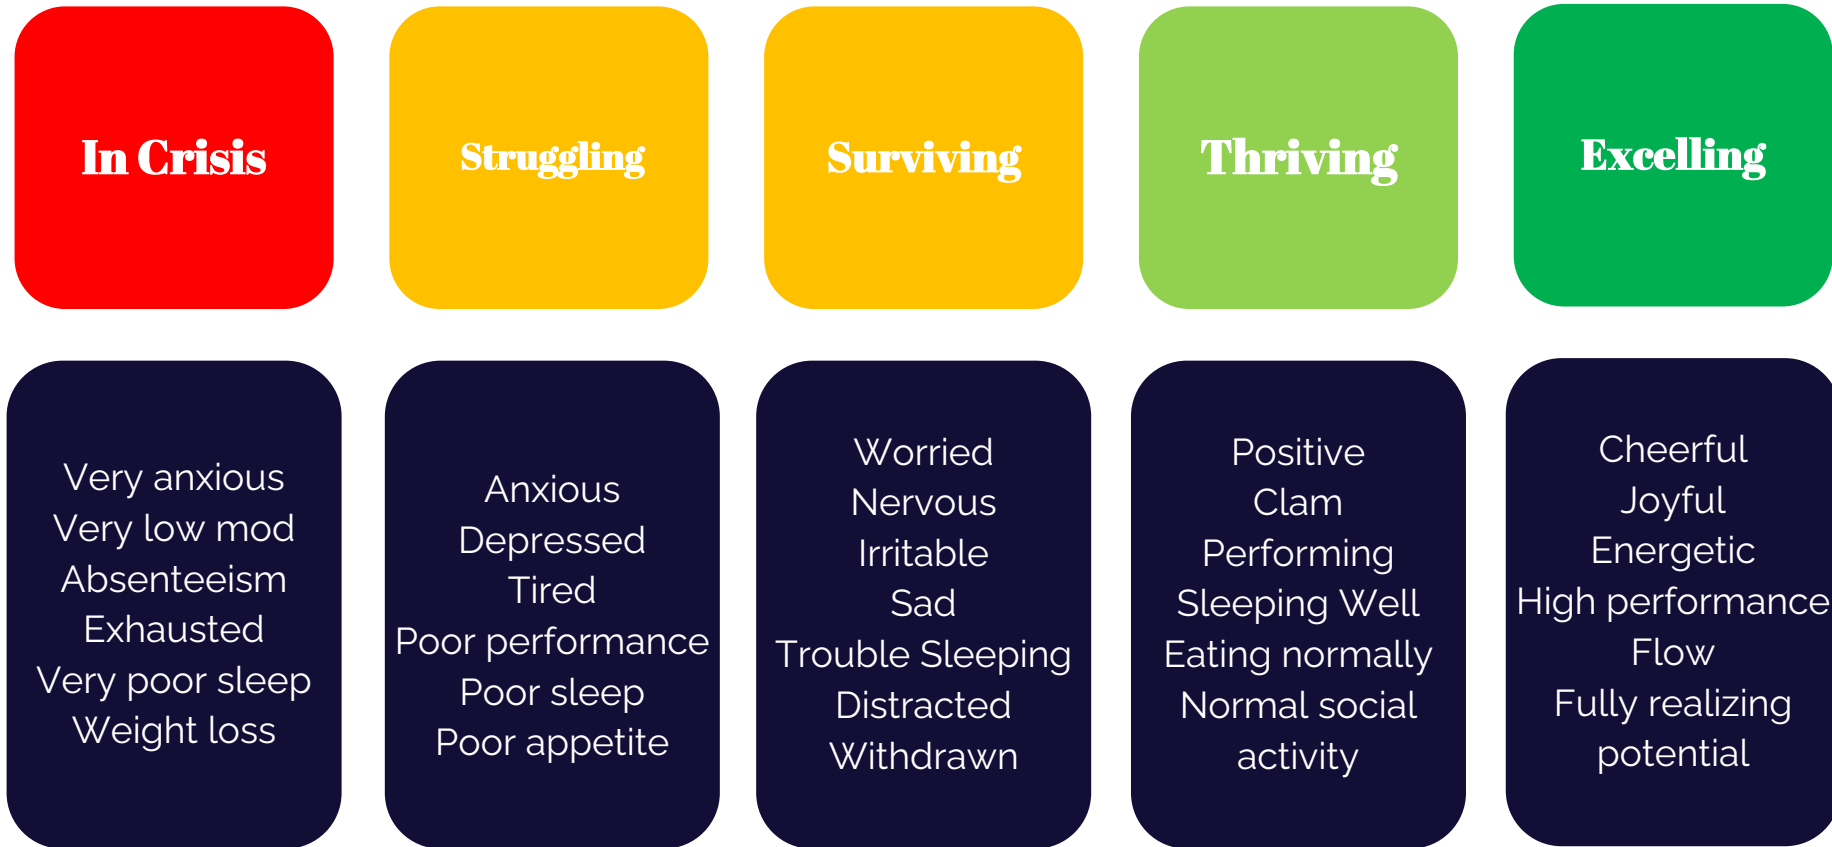 In Crisis
Struggling
Surviving
Thriving
Excelling
Very anxious
Very low mod
Absenteeism
Exhausted
Very poor sleep
Weight loss
Anxious
Depressed
Tired
Poor performance
Poor sleep
Poor appetite
Worried
Nervous
Irritable
Sad
Trouble Sleeping
Distracted
Withdrawn
Positive
Clam
Performing
Sleeping Well
Eating normally
Normal social
activity
Cheerful
Joyful
Energetic
High performance
Flow
Fully realizing
potential